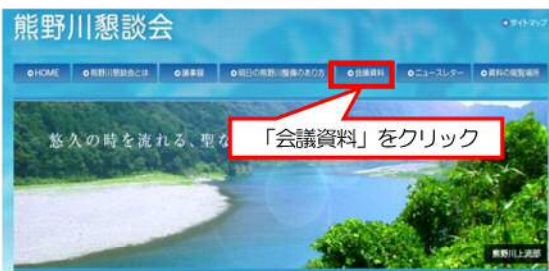 熊野川懇談会
サイトマップ
HOME
熊野川懇談会とは
議事録
明日の熊野川整備のあり方
会議資料
ニュースレター
資料の閲覧場所
悠久の時を流れる、聖な
「会議資料」をクリック
熊野川上流部